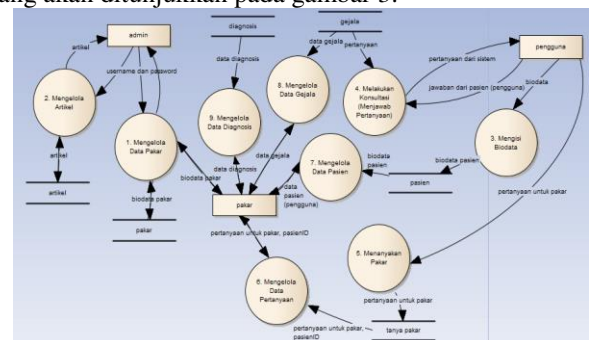 yang akan ditunjukkan pada gambar 3.
diagnosis
gejala
artikel
admin
data gejala
pertanyaan
pertanyaan dari sistem
pengguna
data diagnosis
username dan password
2. Mengelola
Artikel
8. Mengelola
Data Gejala
4. Melakukan
Konsultasi
(Menjawab
Pertanyaan)
jawaban dari pasien (pengguna)
biodata
9. Mengelola
Data Diagnosis
1. Mengelola
Data Pakar
3. Mengisi
Biodata
artikel
data gejala
7. Mengelola
Data Pasien
biodata
pasien
biodata pasien
biodata pakar
data diagnosis
artikel
biodata pakar
pakar
data
pasien
(pengguna)
pasien
pertanyaan untuk pakar
pakar
pertanyaan untuk pakar, pasienID
5. Menanyakan
Pakar
6. Mengelola
Data
Pertanyaan
pertanyaan untuk pakar
pertanyaan untuk pakar,
pasienID
tanya pakar